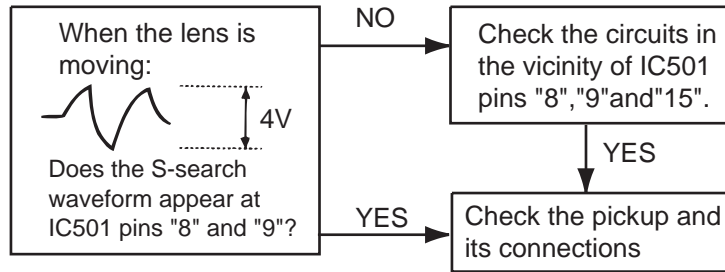 When the lens is
moving:
4V
Does the S-search
waveform appear at
IC501 pins "8" and "9"?
NO
Check the circuits in
the vicinity of IC501
pins "8","9"and"15".
YES
YES
Check the pickup and
its connections